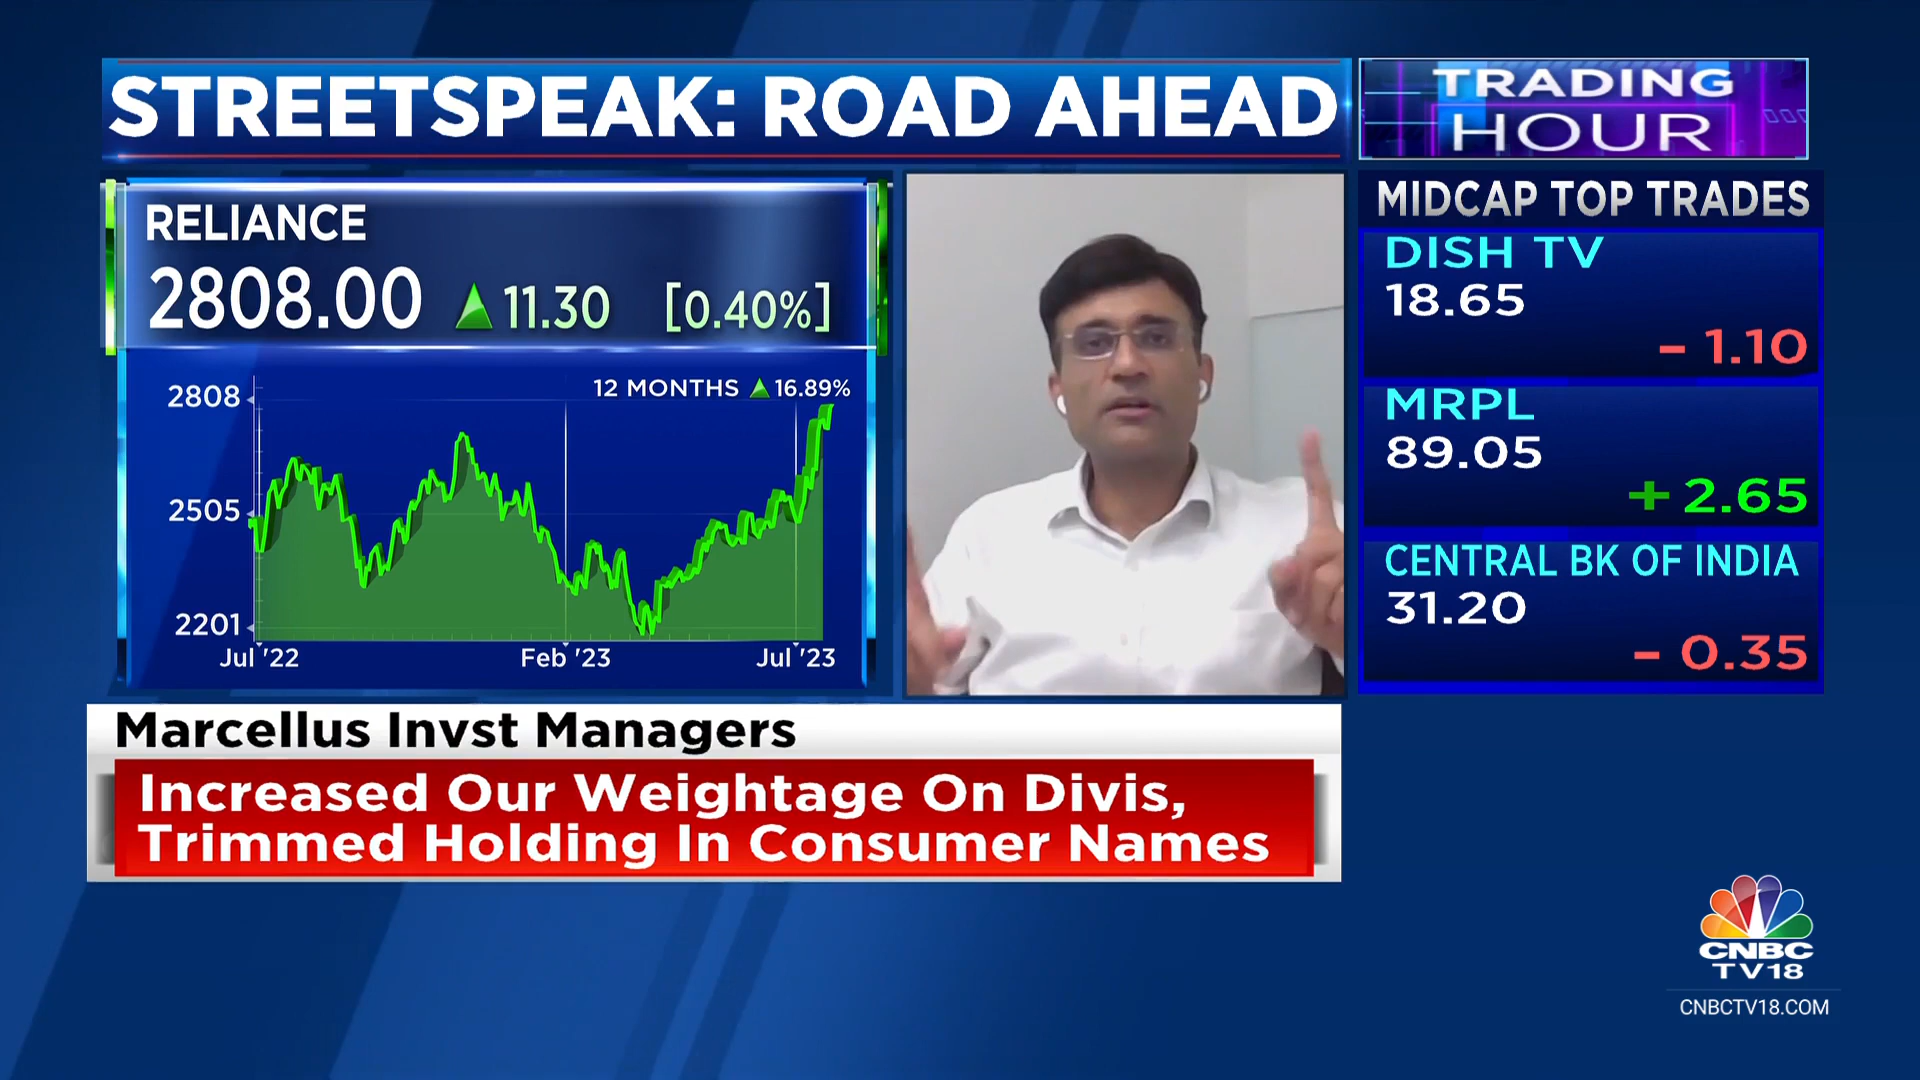 STREETSPEAK: ROAD AHEAD
TRADING
HOUR
RELIANCE
2808.00 ▲ 11.30 [0.40%]
12 MONTHS ▲ 16.89%
2808
2505
2201
Jul '22 Feb '23 Jul '23
MIDCAP TOP TRADES
DISH TV
18.65
- 1.10
MRPL
89.05
+ 2.65
CENTRAL BK OF INDIA
31.20
- 0.35
Marcellus Invst Managers
Increased Our Weightage On Divis,
Trimmed Holding In Consumer Names
CNBC
TV18
CNBCTV18.COM